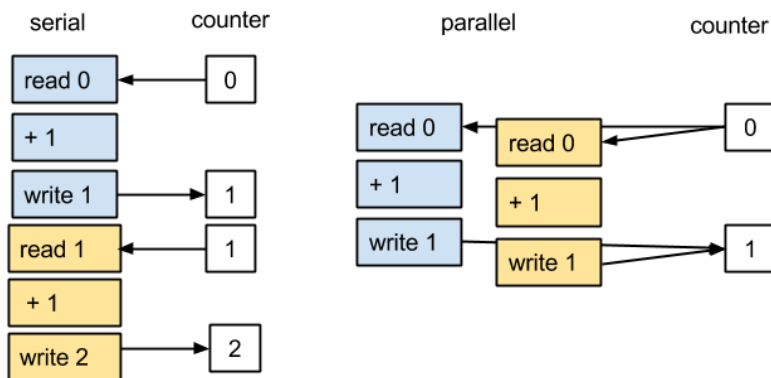 serial counter
read 0 0
+ 1
write 1 1
read 1 1
+ 1
write 2 2
parallel counter
read 0 read 0 0
+ 1 + 1
write 1 write 1 1